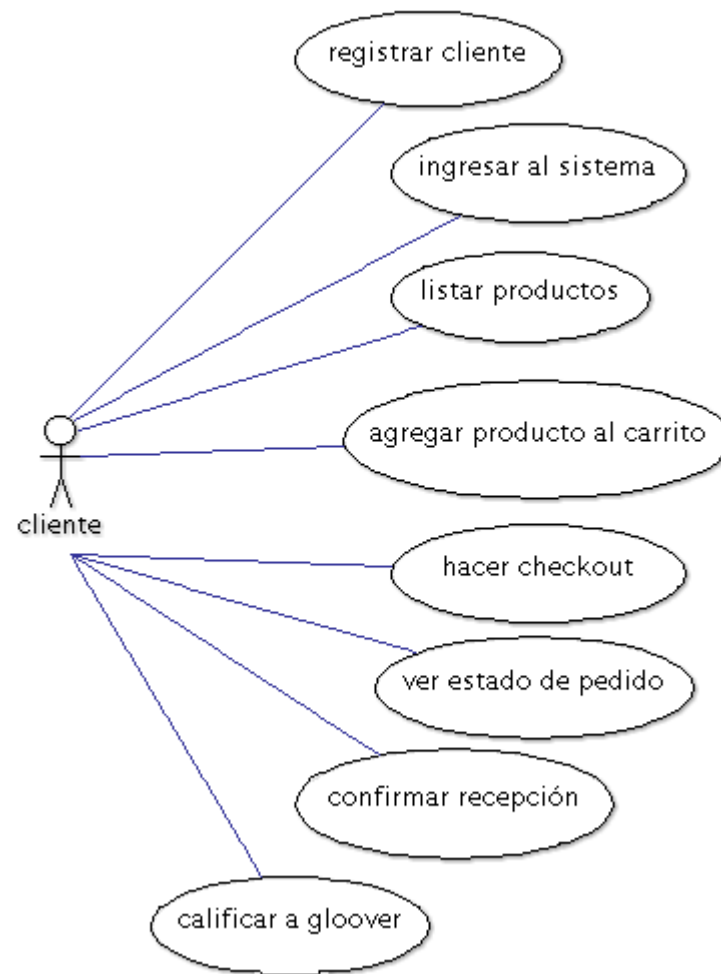 registrar cliente
ingresar al sistema
listar productos
agregar producto al carrito
cliente
hacer checkout
ver estado de pedido
confirmar recepción
calificar a gloover